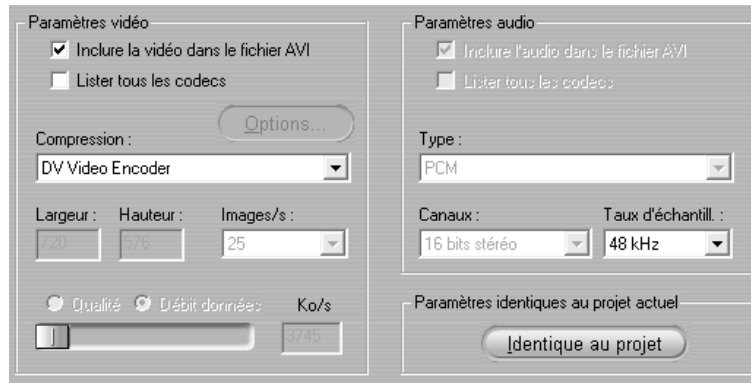 Paramètres vidéo
Inclure la vidéo dans le fichier AVI
Lister tous les codecs
Options...
Compression :
DV Video Encoder
Largeur : Hauteur : Images/s :
720 576 25
Qualité Débit données Ko/s
3745
Paramètres audio
Inclure l'audio dans le fichier AVI
Lister tous les codecs
Type :
PCM
Canaux : Taux d'échantill. :
16 bits stéréo 48 kHz
Paramètres identiques au projet actuel
Identique au projet